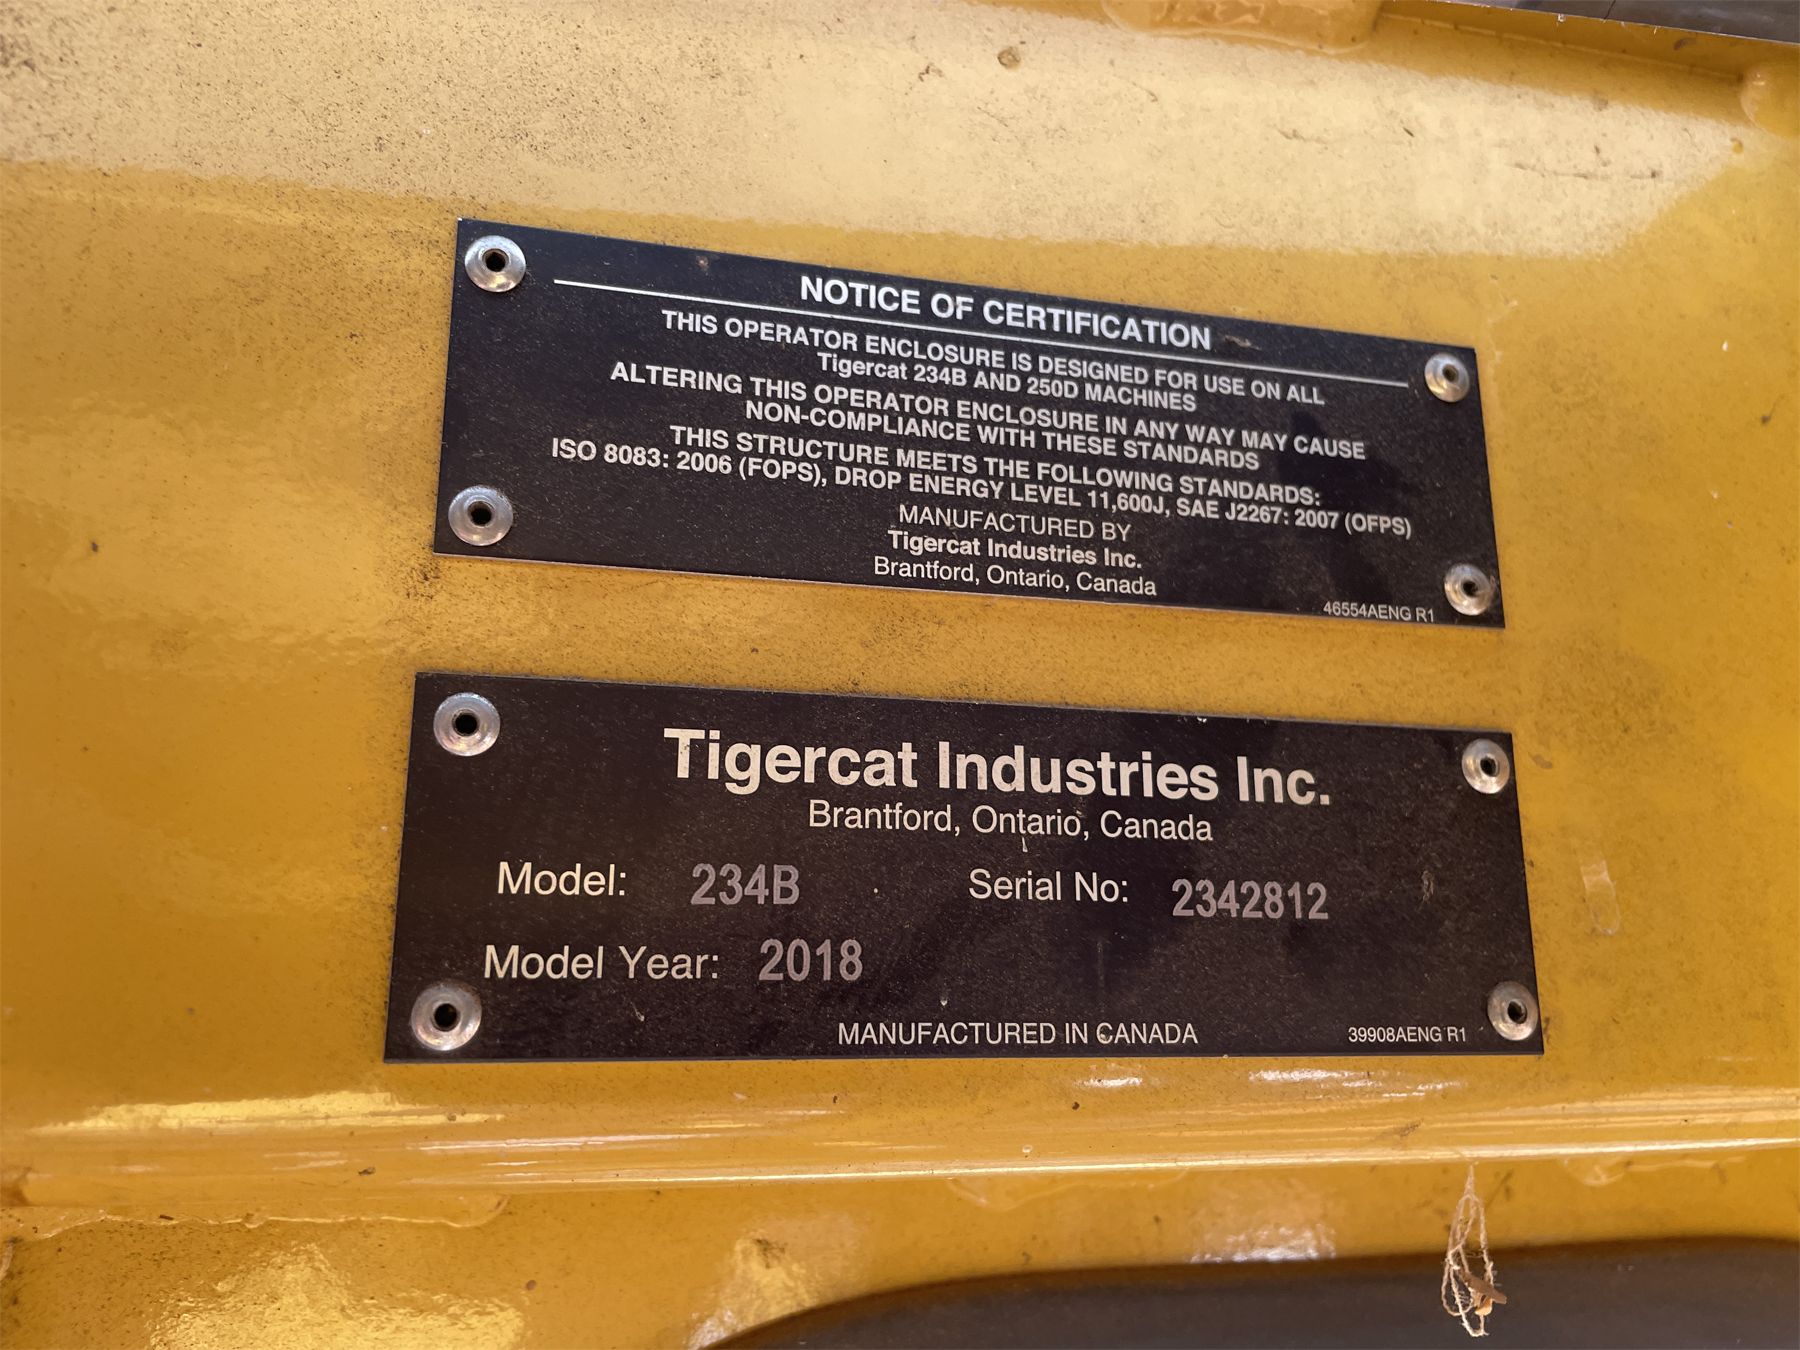 NOTICE OF CERTIFICATION
THIS OPERATOR ENCLOSURE IS DESIGNED FOR USE ON ALL
Tigercat 234B AND 250D MACHINES
ALTERING THIS OPERATOR ENCLOSURE IN ANY WAY MAY CAUSE
NON-COMPLIANCE WITH THESE STANDARDS
THIS STRUCTURE MEETS THE FOLLOWING STANDARDS:
ISO 8083: 2006 (FOPS), DROP ENERGY LEVEL 11,600J, SAE J2267: 2007 (OFPS)
MANUFACTURED BY
Tigercat Industries Inc.
Brantford, Ontario, Canada
46554AENG R1
Tigercat Industries Inc.
Brantford, Ontario, Canada
Model: 234B Serial No: 2342812
Model Year: 2018
MANUFACTURED IN CANADA
39908AENG R1